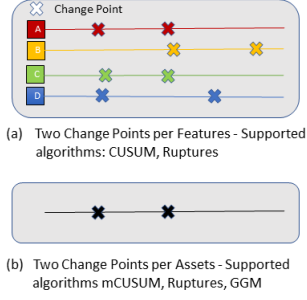 Change Point
A
B
C
D
(a) Two Change Points per Features - Supported
algorithms: CUSUM, Ruptures
(b) Two Change Points per Assets - Supported
algorithms mCUSUM, Ruptures, GGM